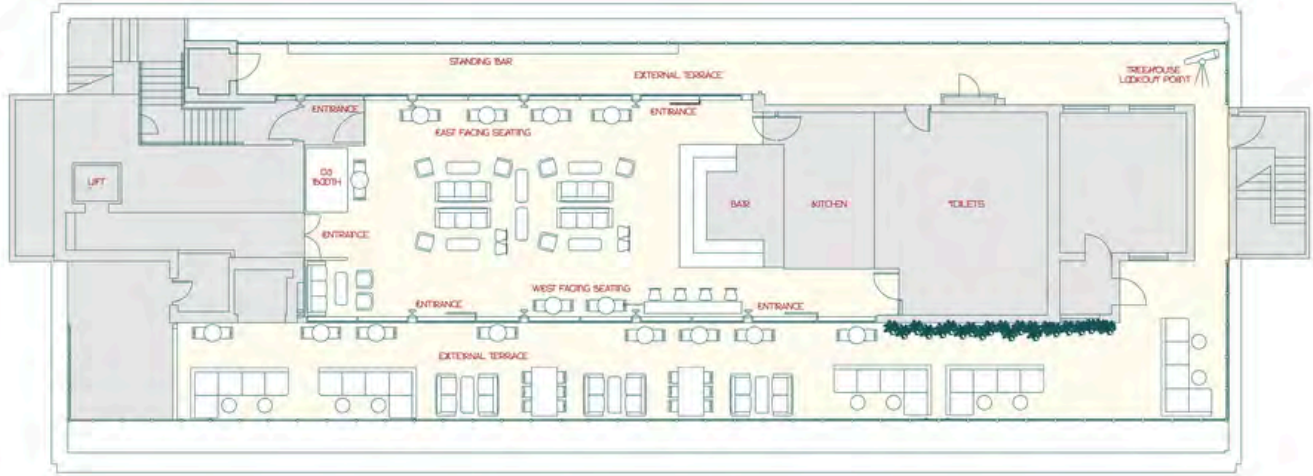 STANDING BAR
EXTERNAL TERRACE
TREEHOUSE
LOOKOUT POINT
ENTRANCE
ENTRANCE
EAST FACING SEATING
LIFT
DJ
BOOTH
BAR
KITCHEN
TOILETS
ENTRANCE
WEST FACING SEATING
ENTRANCE
ENTRANCE
EXTERNAL TERRACE